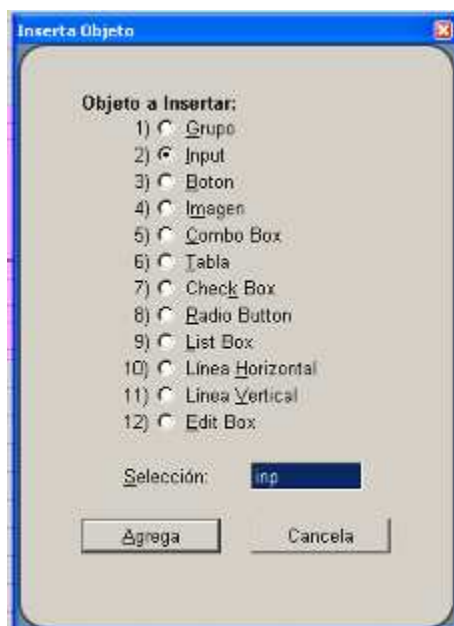 Inserta Objeto
Objeto a Insertar:
1) Grupo
2) Input
3) Boton
4) Imagen
5) Combo Box
6) Tabla
7) Check Box
8) Radio Button
9) List Box
10) Línea Horizontal
11) Linea Vertical
12) Edit Box
Selección: inp
Agrega Cancela